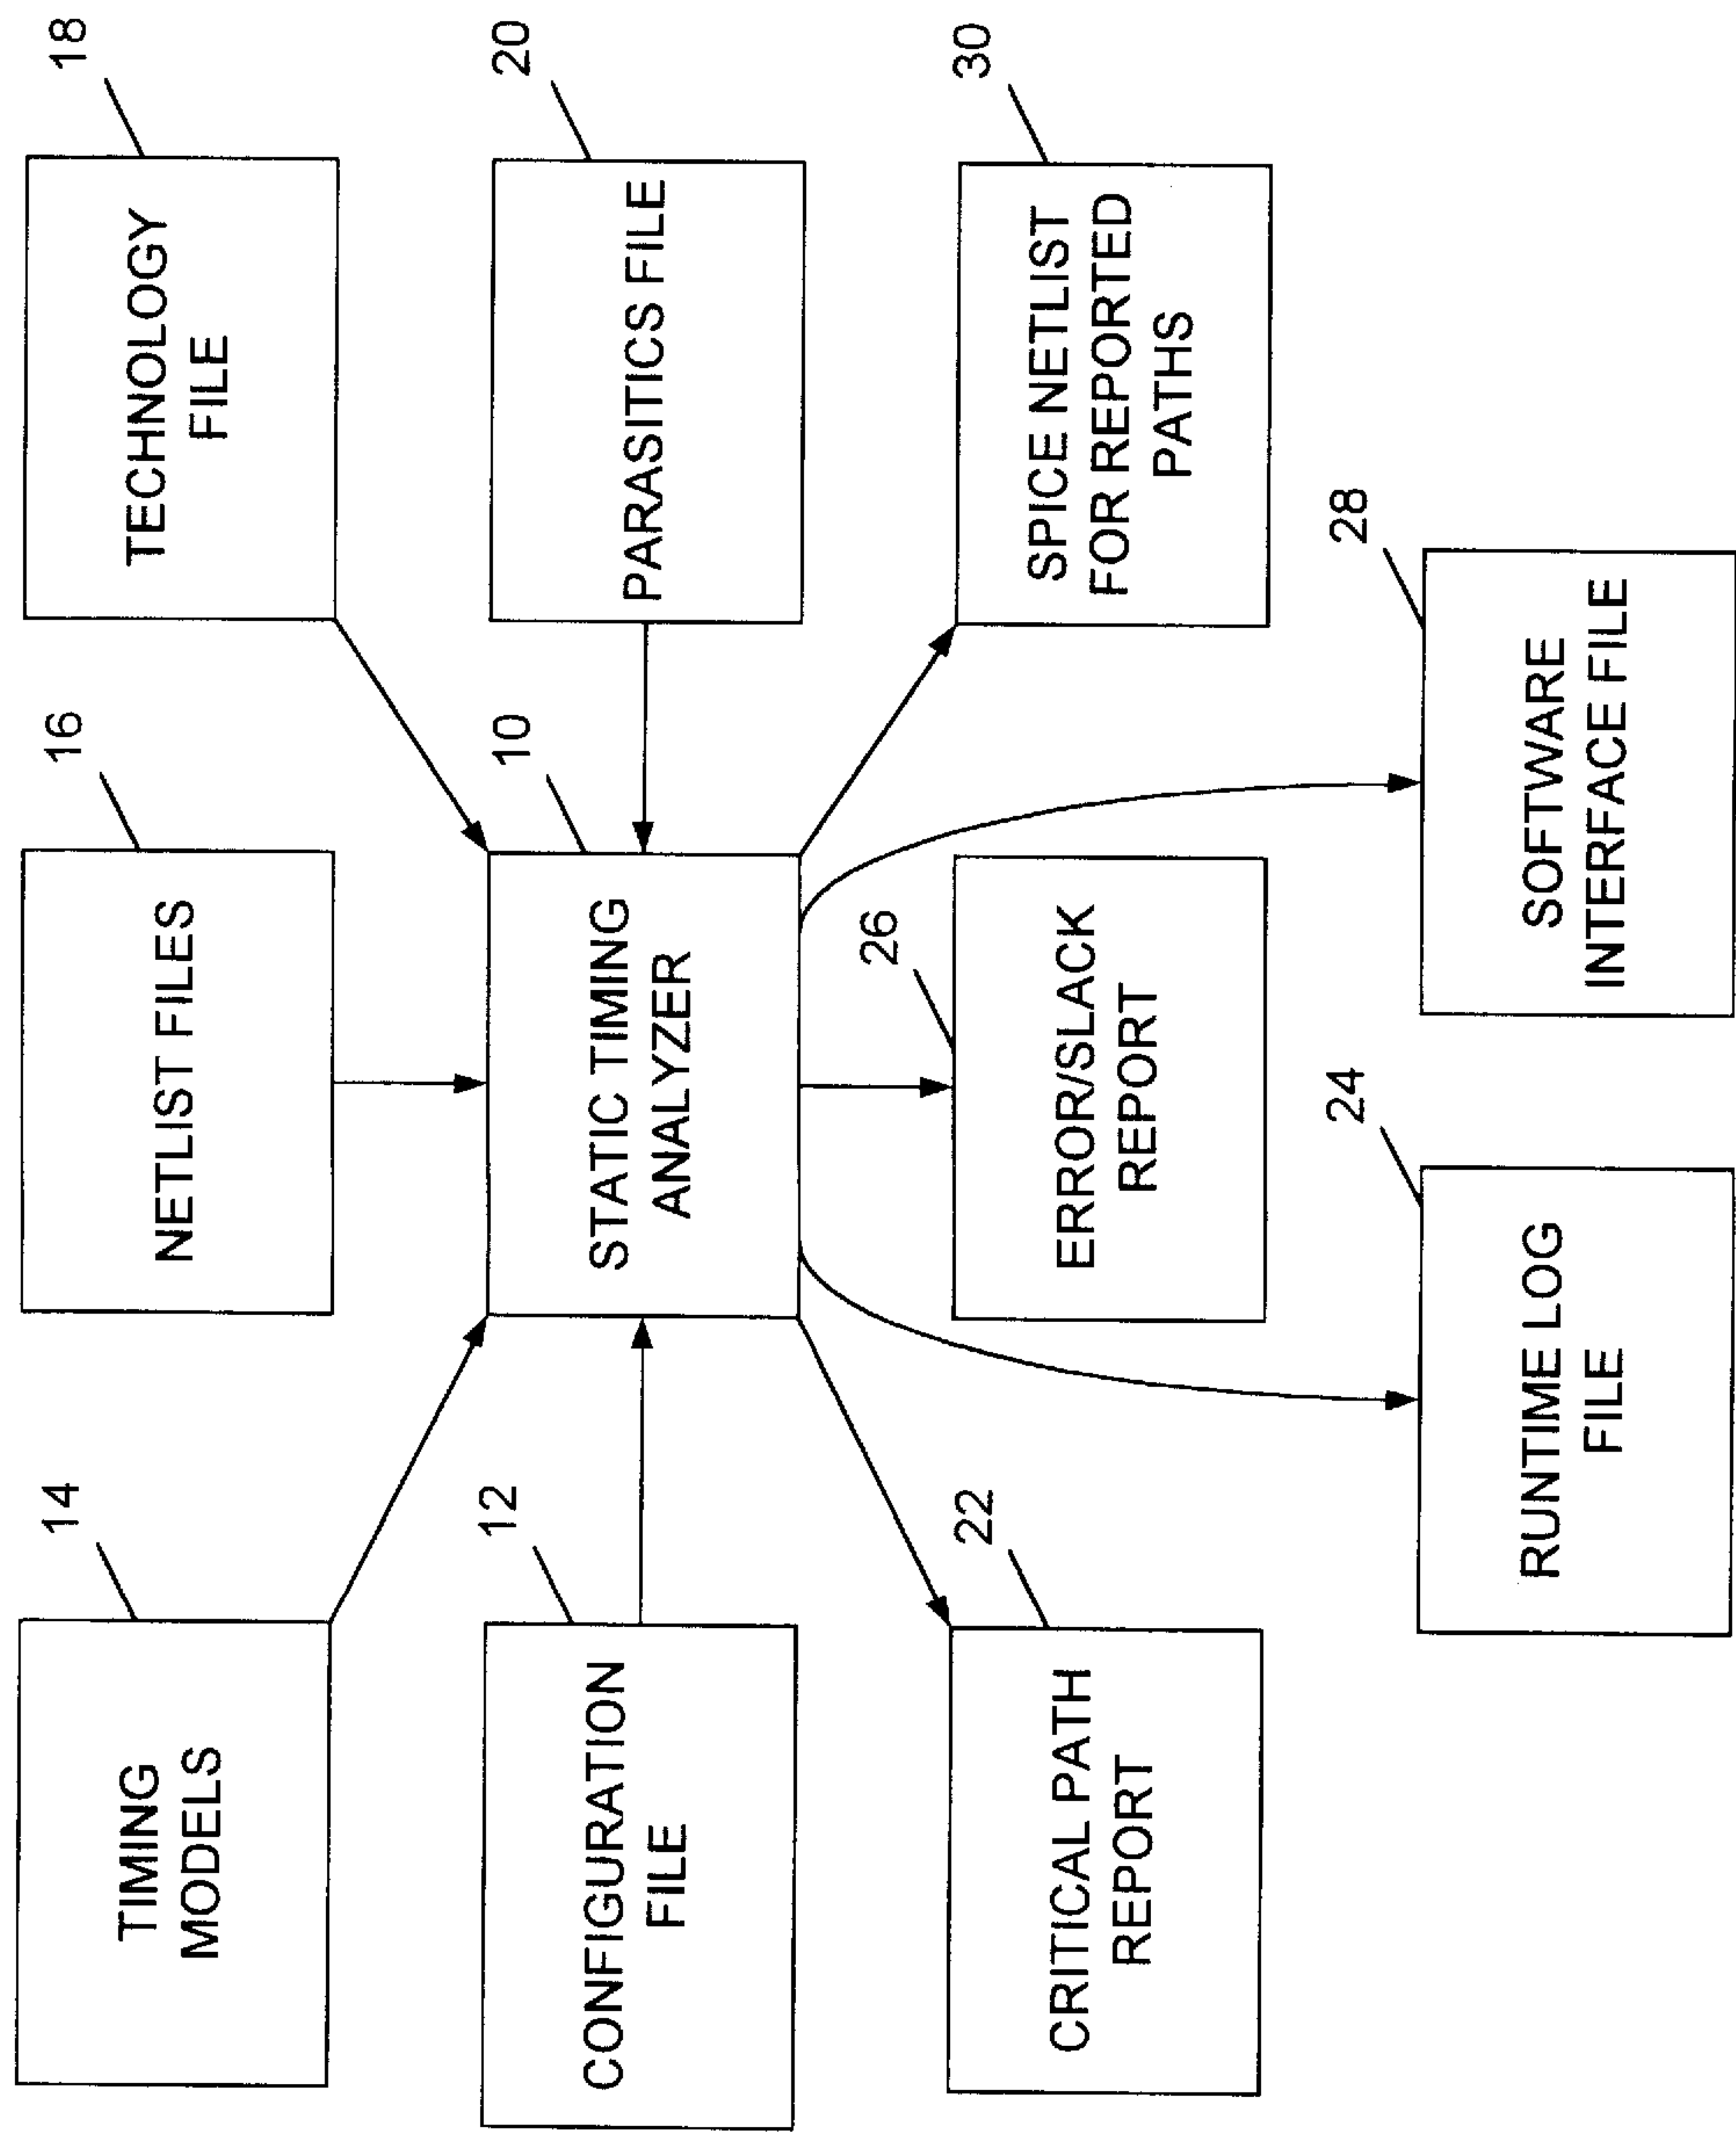 14
TIMING
MODELS
16
NETLIST FILES
18
TECHNOLOGY
FILE
12
CONFIGURATION
FILE
10
STATIC TIMING
ANALYZER
20
PARASITICS FILE
22
CRITICAL PATH
REPORT
26
ERROR/SLACK
REPORT
30
SPICE NETLIST
FOR REPORTED
PATHS
24
RUNTIME LOG
FILE
28
SOFTWARE
INTERFACE FILE